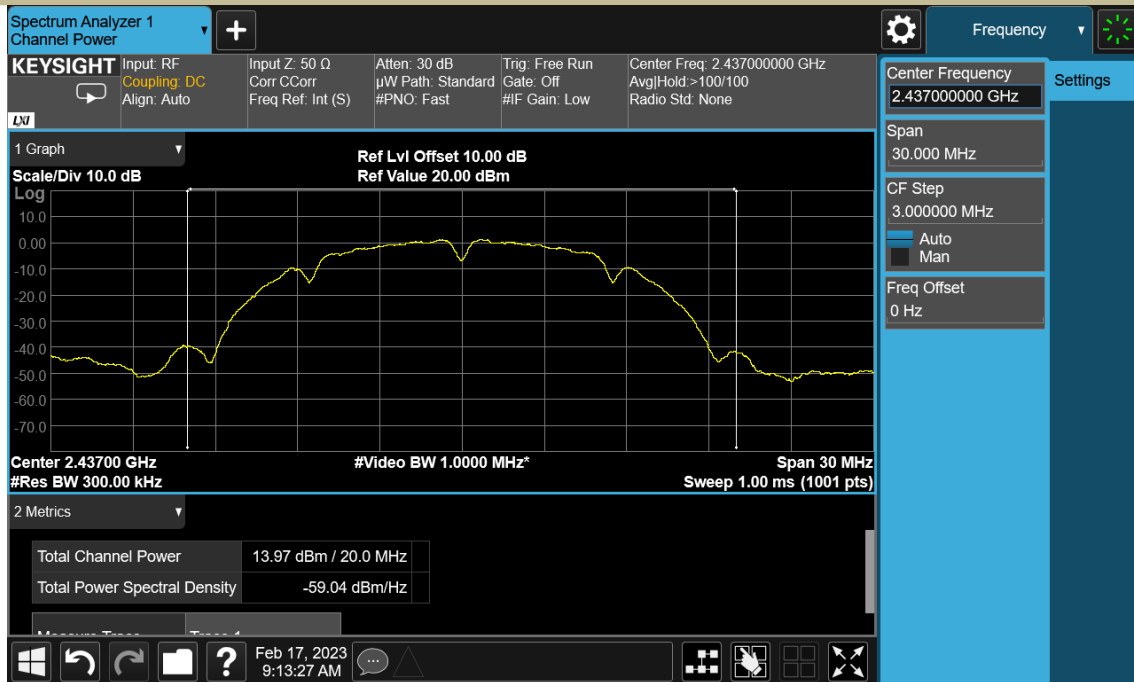 Spectrum Analyzer 1
Channel Power
Frequency
KEYSIGHT
LXI
Input: RF
Coupling: DC
Align: Auto
Input Z: 50 Ω
Corr CCorr
Freq Ref: Int (S)
Atten: 30 dB
µW Path: Standard
#PNO: Fast
Trig: Free Run
Gate: Off
#IF Gain: Low
Center Freq: 2.437000000 GHz
Avg|Hold:>100/100
Radio Std: None
Center Frequency
2.437000000 GHz
Settings
Span
30.000 MHz
CF Step
3.000000 MHz
Auto
Man
Freq Offset
0 Hz
1 Graph
Scale/Div 10.0 dB
Ref Lvl Offset 10.00 dB
Ref Value 20.00 dBm
Log
10.0
0.00
-10.0
-20.0
-30.0
-40.0
-50.0
-60.0
-70.0
Center 2.43700 GHz
#Video BW 1.0000 MHz*
Span 30 MHz
#Res BW 300.00 kHz
Sweep 1.00 ms (1001 pts)
2 Metrics
Total Channel Power 13.97 dBm / 20.0 MHz
Total Power Spectral Density -59.04 dBm/Hz
Measure Trace Trace 1
Feb 17, 2023
9:13:27 AM